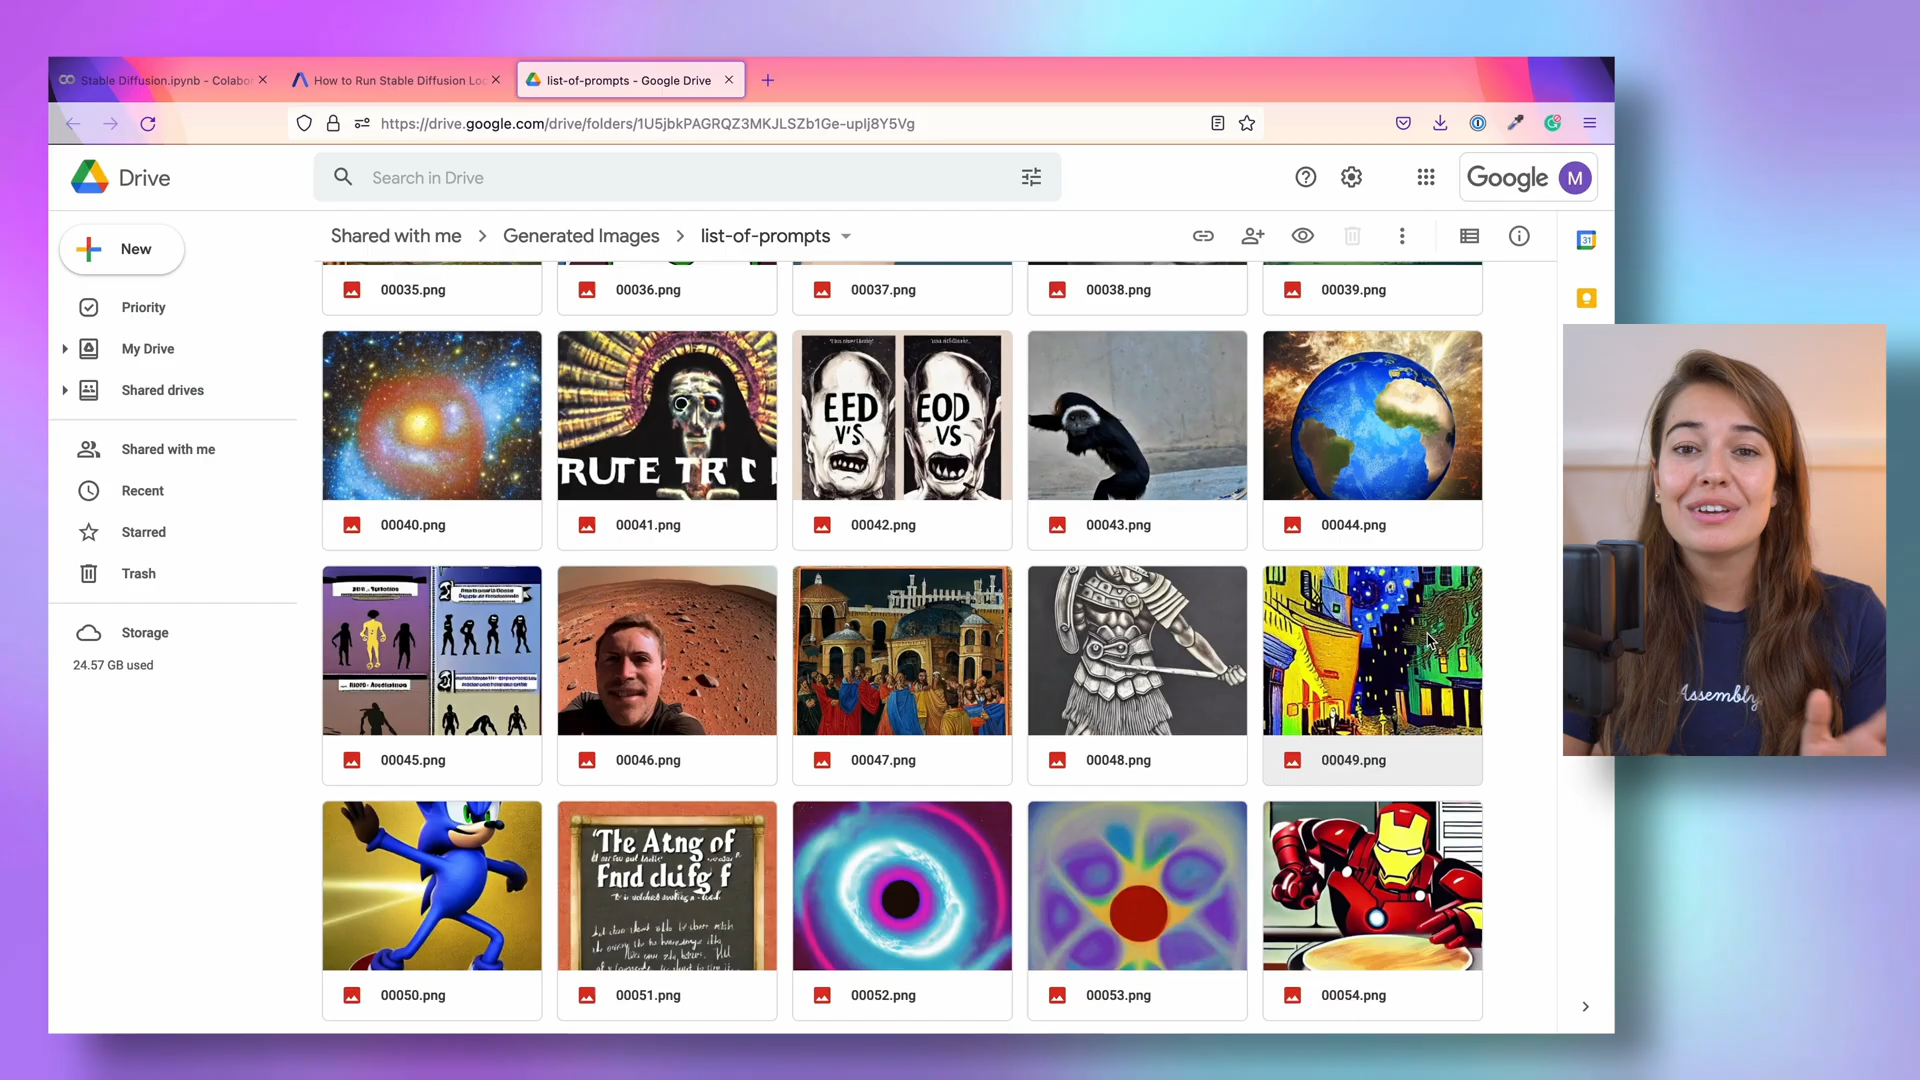 Stable Diffusion.ipynb - Colabor
How to Run Stable Diffusion Loc
list-of-prompts - Google Drive
https://drive.google.com/drive/folders/1U5jbkPAGRQZ3MKJLSZb1Ge-upIj8Y5Vg
Drive
Search in Drive
Google
M
New
Shared with me
Generated Images
list-of-prompts
31
Priority
My Drive
Shared drives
Shared with me
Recent
Starred
Trash
Storage
24.57 GB used
00035.png
00036.png
00037.png
00038.png
00039.png
RUTE TR
EED
V'S
EOD
VS
00040.png
00041.png
00042.png
00043.png
00044.png
00045.png
00046.png
00047.png
00048.png
00049.png
"The Atng of
Fnrd cluifg f
00050.png
00051.png
00052.png
00053.png
00054.png
Assembly